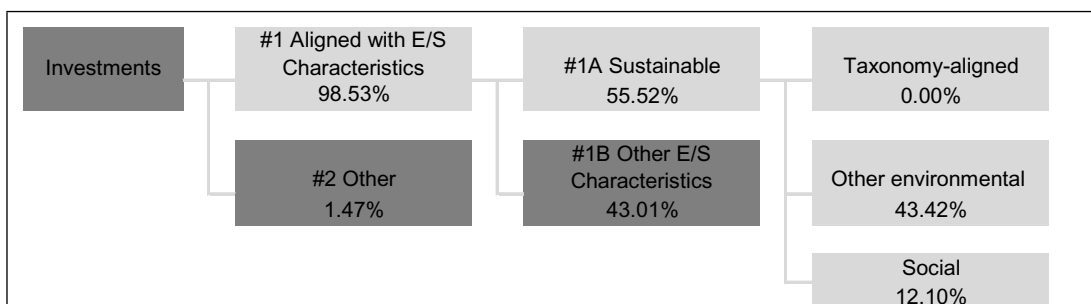 Investments
#1 Aligned with E/S
Characteristics
98.53%
#2 Other
1.47%
#1A Sustainable
55.52%
#1B Other E/S
Characteristics
43.01%
Taxonomy-aligned
0.00%
Other environmental
43.42%
Social
12.10%